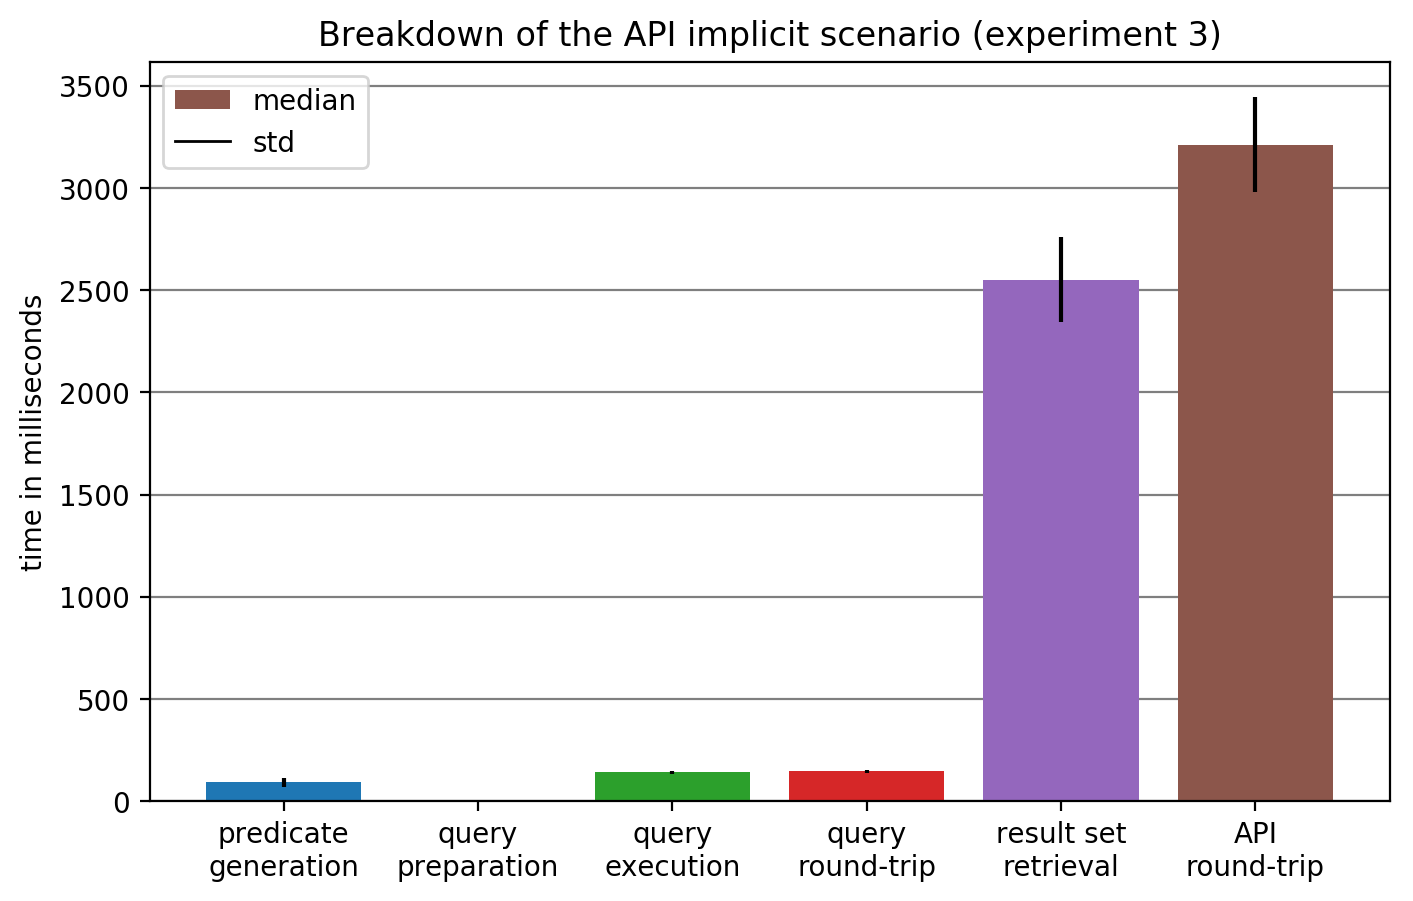 Breakdown of the API implicit scenario (experiment 3)
median
std
time in milliseconds
3500
3000
2500
2000
1500
1000
500
0
predicate
generation
query
preparation
query
execution
query
round-trip
result set
retrieval
API
round-trip